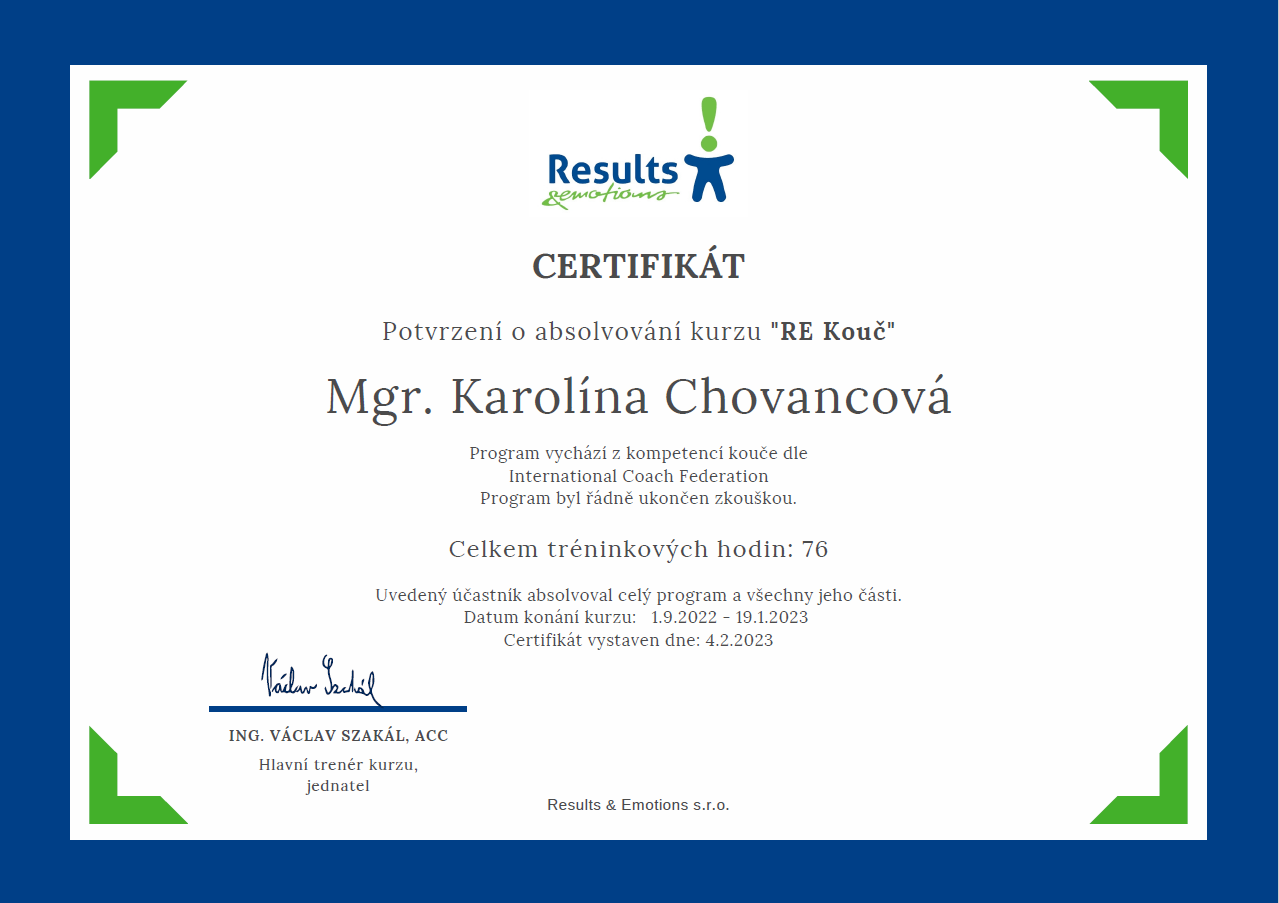 Results
&emotions
CERTIFIKÁT
Potvrzení o absolvování kurzu "RE Kouč"
Mgr. Karolína Chovancová
Program vychází z kompetencí kouče dle
International Coach Federation
Program byl řádně ukončen zkouškou.
Celkem tréninkových hodin: 76
Uvedený účastník absolvoval celý program a všechny jeho části.
Datum konání kurzu: 1.9.2022 - 19.1.2023
Certifikát vystaven dne: 4.2.2023
Václav Szakál
ING. VÁCLAV SZAKÁL, ACC
Hlavní trenér kurzu,
jednatel
Results & Emotions s.r.o.